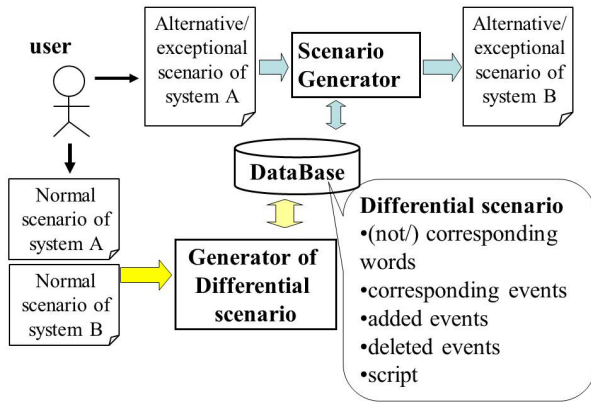 user
Alternative/
exceptional
scenario of
system A
Scenario
Generator
Alternative/
exceptional
scenario of
system B
DataBase
Normal
scenario of
system A
Normal
scenario of
system B
Generator of
Differential
scenario
Differential scenario
•(not/) corresponding
words
•corresponding events
•added events
•deleted events
•script